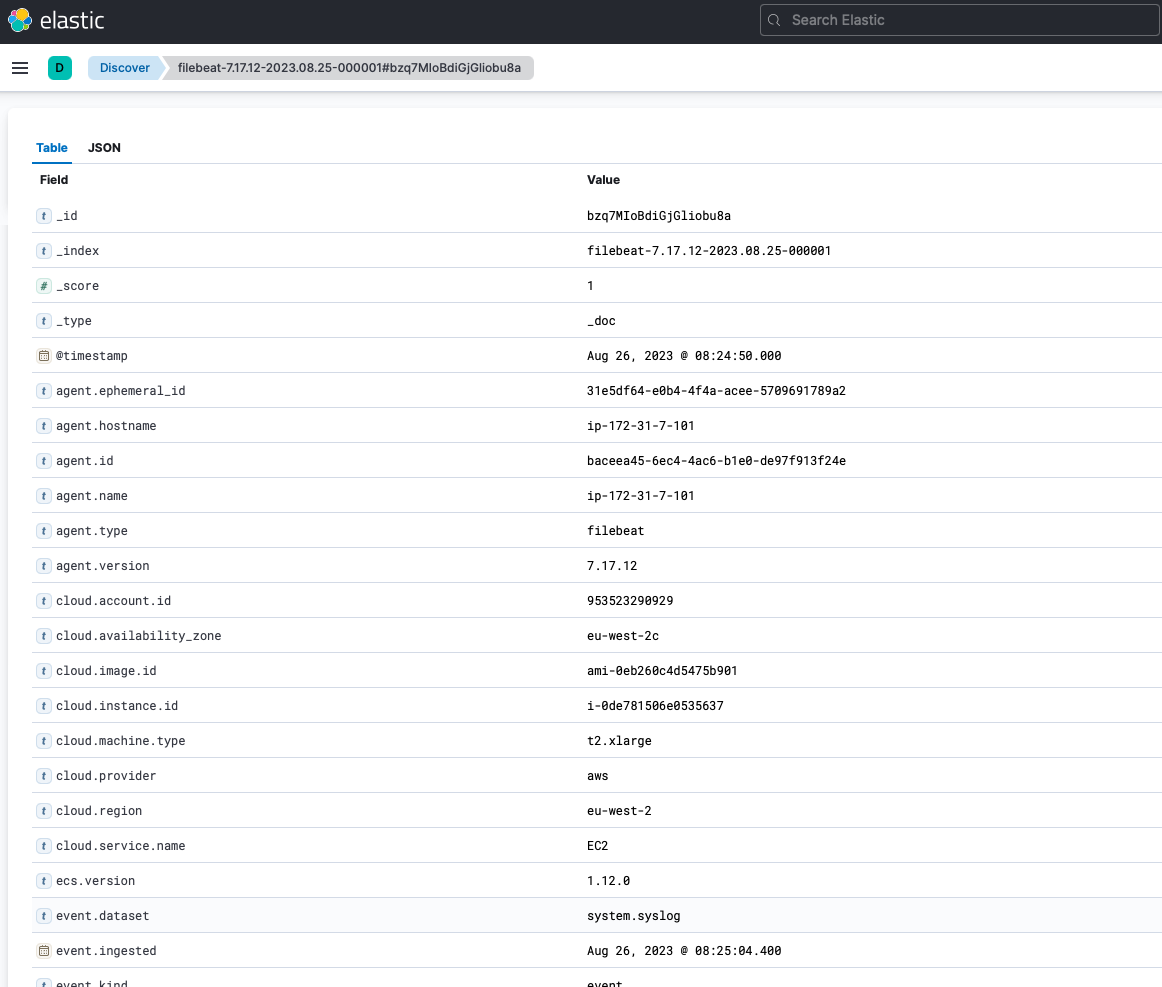 elastic
Search Elastic
D
Discover
filebeat-7.17.12-2023.08.25-000001#bzq7MIoBdiGjGliobu8a
Table JSON
Field Value
t _id bzq7MIoBdiGjGliobu8a
t _index filebeat-7.17.12-2023.08.25-000001
# _score 1
t _type _doc
@timestamp Aug 26, 2023 @ 08:24:50.000
t agent.ephemeral_id 31e5df64-e0b4-4f4a-acee-5709691789a2
t agent.hostname ip-172-31-7-101
t agent.id baceea45-6ec4-4ac6-b1e0-de97f913f24e
t agent.name ip-172-31-7-101
t agent.type filebeat
t agent.version 7.17.12
t cloud.account.id 953523290929
t cloud.availability_zone eu-west-2c
t cloud.image.id ami-0eb260c4d5475b901
t cloud.instance.id i-0de781506e0535637
t cloud.machine.type t2.xlarge
t cloud.provider aws
t cloud.region eu-west-2
t cloud.service.name EC2
t ecs.version 1.12.0
t event.dataset system.syslog
event.ingested Aug 26, 2023 @ 08:25:04.400
t event.kind event